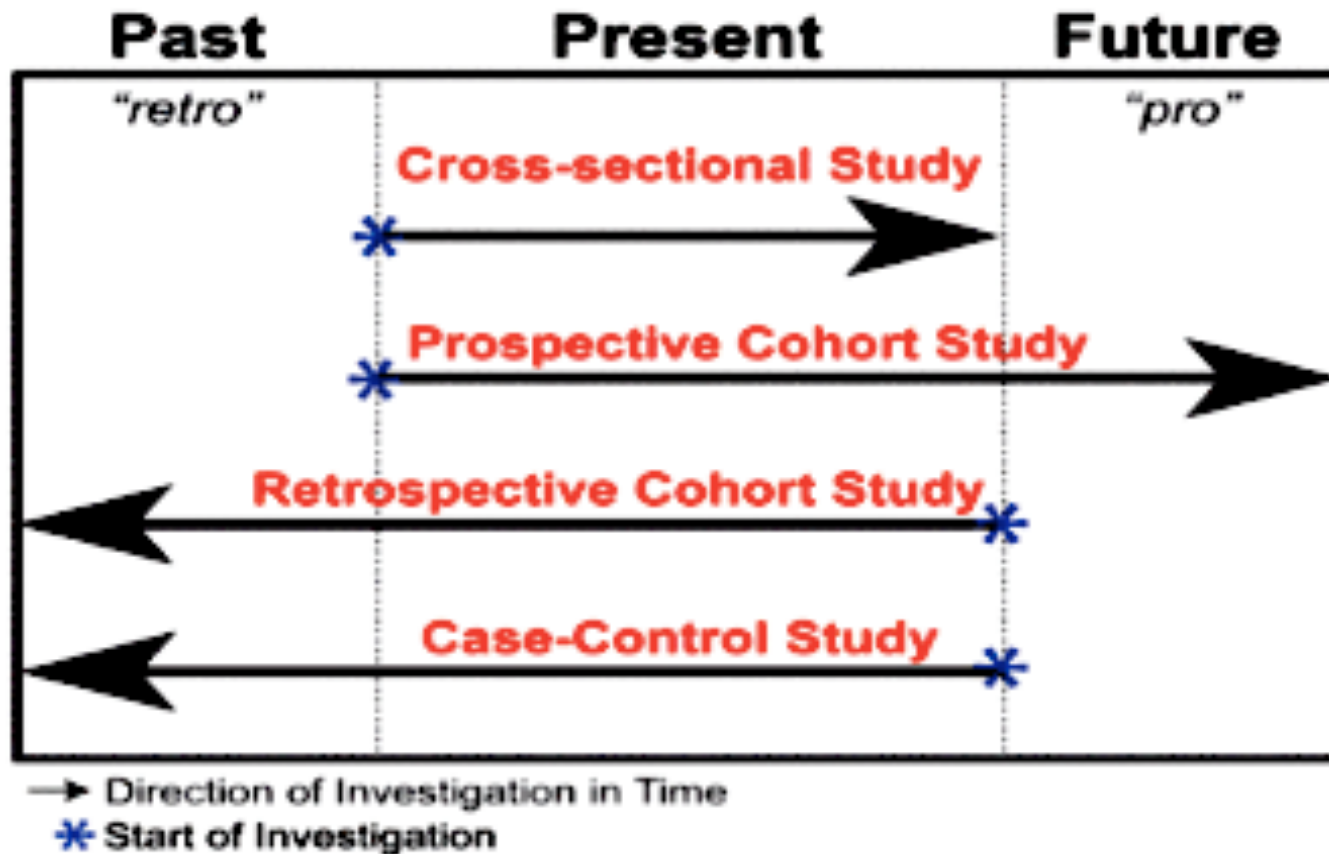 Past Present Future
"retro" "pro"
Cross-sectional Study
Prospective Cohort Study
Retrospective Cohort Study
Case-Control Study
Direction of Investigation in Time
Start of Investigation